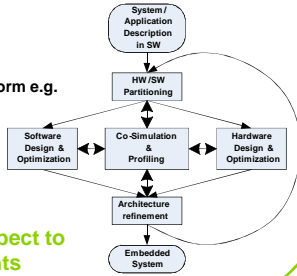 System /
Application
Description
in SW
orm e.g.
HW /SW
Partitioning
Software
Design &
Optimization
Co-Simulation
&
Profiling
Hardware
Design &
Optimization
Architecture
refinement
pect to
nts
Embedded
System